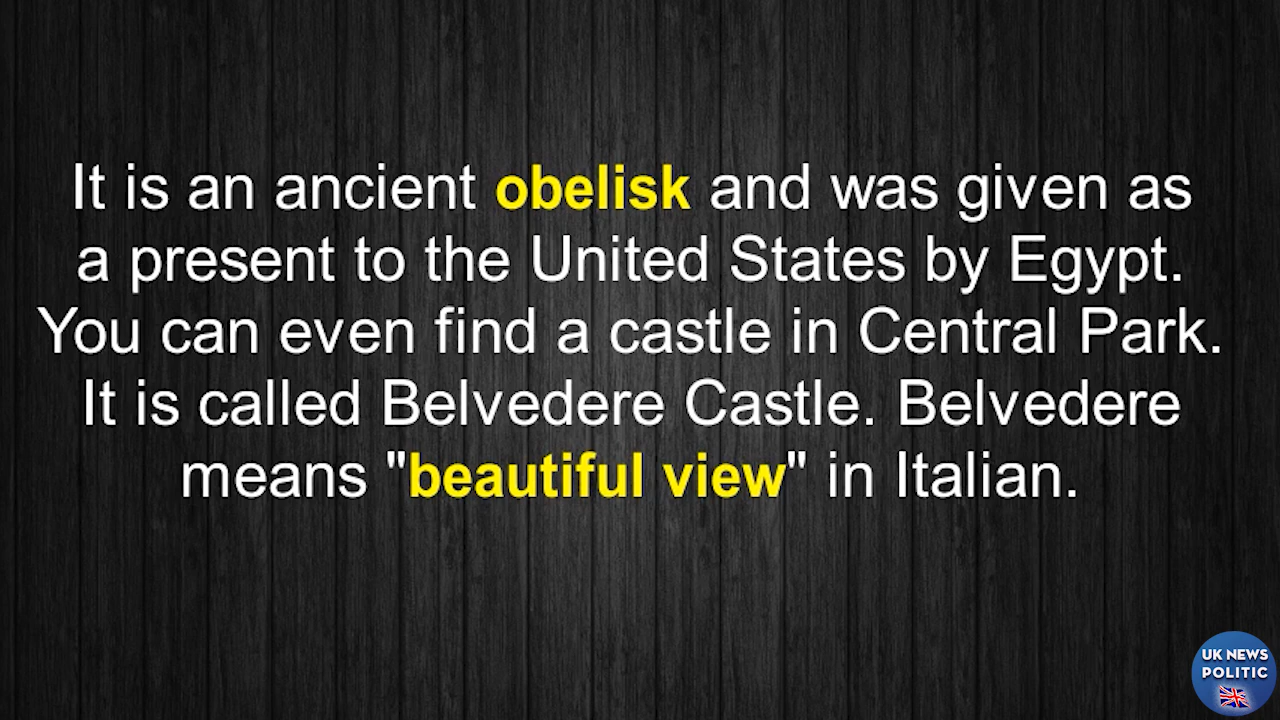 It is an ancient obelisk and was given as
a present to the United States by Egypt.
You can even find a castle in Central Park.
It is called Belvedere Castle. Belvedere
means "beautiful view" in Italian.
UK NEWS
POLITIC